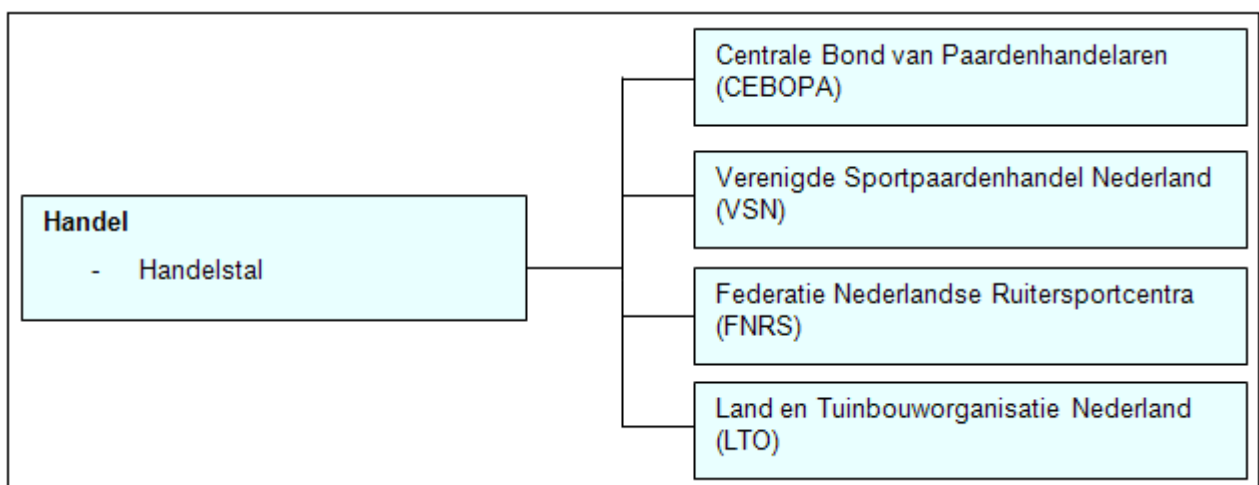 Centrale Bond van Paardenhandelaren
(CEBOPA)
Verenigde Sportpaardenhandel Nederland
(VSN)
Handel
- Handelstal
Federatie Nederlandse Ruitersportcentra
(FNRS)
Land en Tuinbouworganisatie Nederland
(LTO)